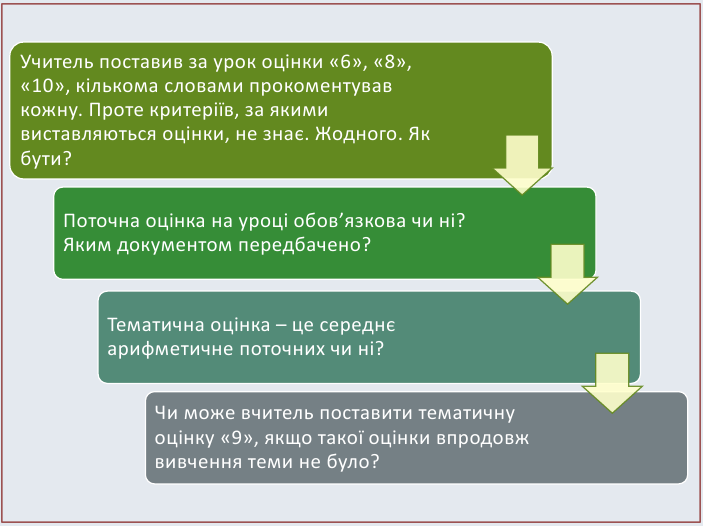 Учитель поставив за урок оцінки «6», «8»,
«10», кількома словами прокоментував
кожну. Проте критеріїв, за якими
виставляються оцінки, не знає. Жодного. Як
бути?
Поточна оцінка на уроці обов’язкова чи ні?
Яким документом передбачено?
Тематична оцінка – це середнє
арифметичне поточних чи ні?
Чи може вчитель поставити тематичну
оцінку «9», якщо такої оцінки впродовж
вивчення теми не було?